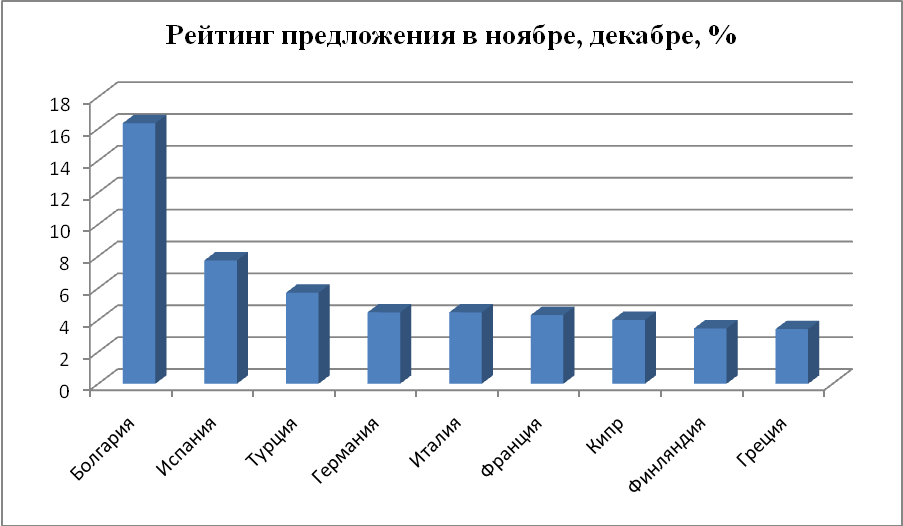 Рейтинг предложения в ноябре, декабре, %
18
16
14
12
10
8
6
4
2
0
Болгария
Испания
Турция
Германия
Италия
Франция
Кипр
Финляндия
Греция